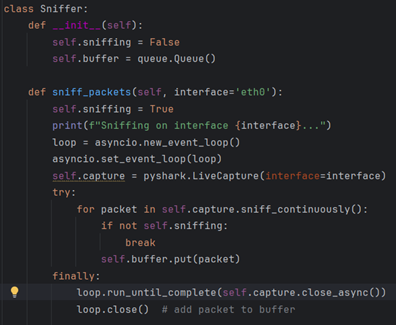 class Sniffer:
    def __init__(self):
        self.sniffing = False
        self.buffer = queue.Queue()

    def sniff_packets(self, interface='eth0'):
        self.sniffing = True
        print(f"Sniffing on interface {interface}...")
        loop = asyncio.new_event_loop()
        asyncio.set_event_loop(loop)
        self.capture = pyshark.LiveCapture(interface=interface)
        try:
            for packet in self.capture.sniff_continuously():
                if not self.sniffing:
                    break
                self.buffer.put(packet)
        finally:
            loop.run_until_complete(self.capture.close_async())
            loop.close()  # add packet to buffer